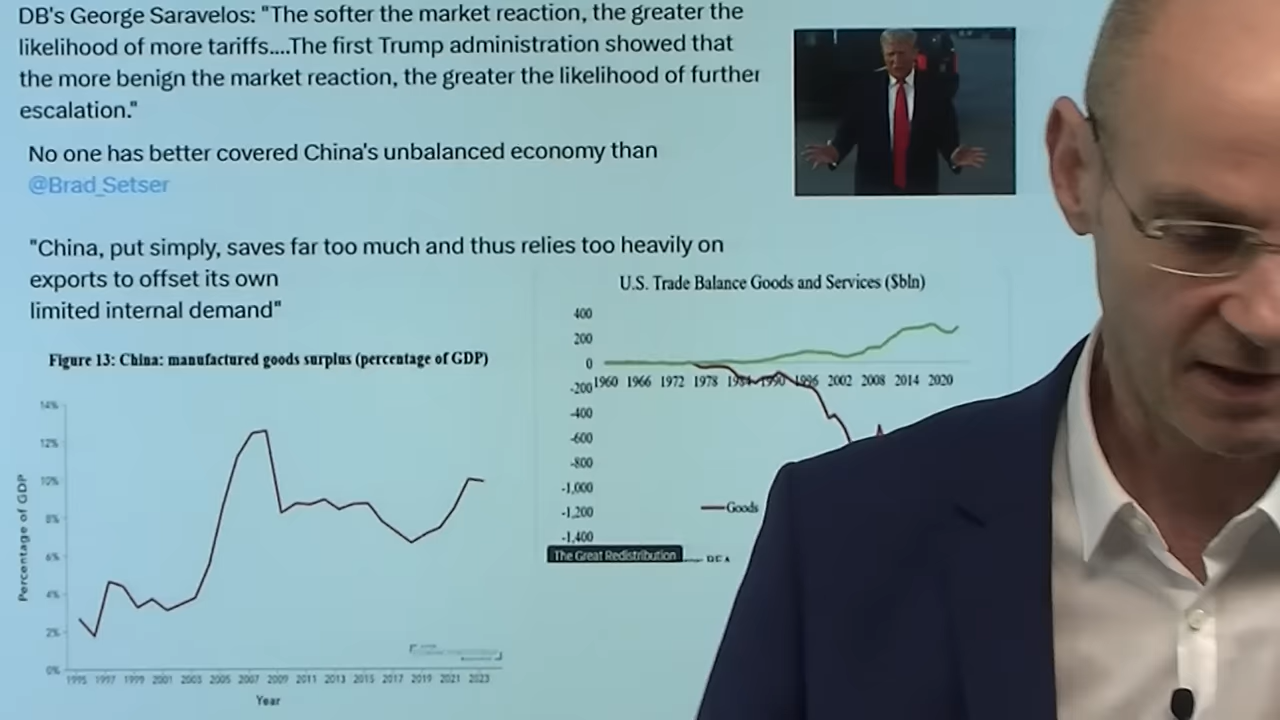 DB's George Saravelos: "The softer the market reaction, the greater the
likelihood of more tariffs....The first Trump administration showed that
the more benign the market reaction, the greater the likelihood of further
escalation."
No one has better covered China's unbalanced economy than
@Brad_Setser
"China, put simply, saves far too much and thus relies too heavily on
exports to offset its own
limited internal demand"
Figure 13: China: manufactured goods surplus (percentage of GDP)
14%
12%
10%
8%
6%
4%
2%
0%
Percentage of GDP
1995 1997 1999 2001 2003 2005 2007 2009 2011 2013 2015 2017 2019 2021 2023
Year
U.S. Trade Balance Goods and Services ($bln)
400
200
0
-200
-400
-600
-800
-1,000
-1,200
-1,400
1960 1966 1972 1978 1984 1990 1996 2002 2008 2014 2020
Goods
The Great Redistribution